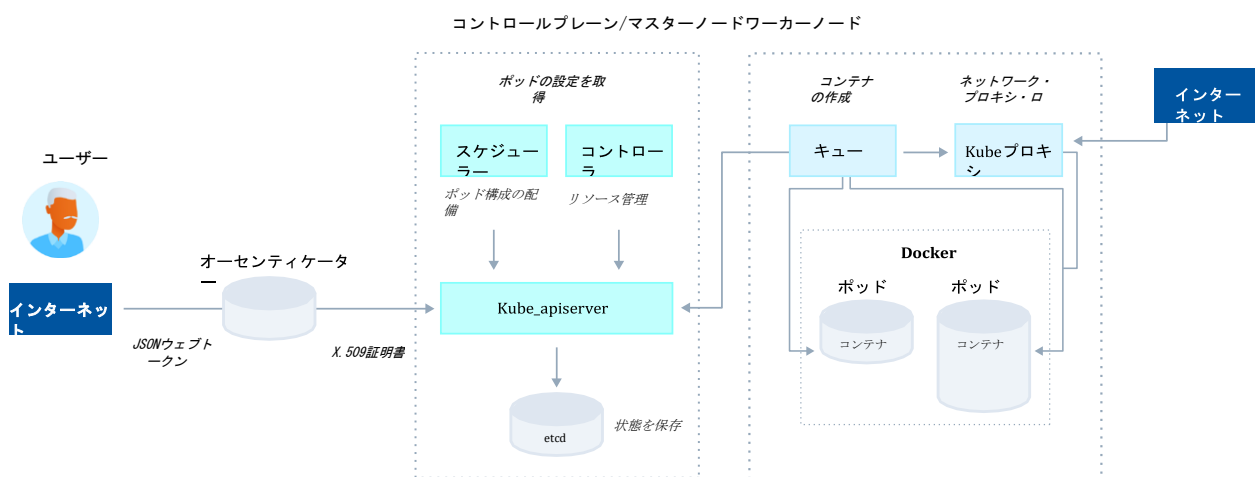 コントロールプレーン/マスターノードワーカーノード
ポッドの設定を取
得
コンテナ
の作成
ネットワーク・
プロキシ・ロ
インター
ネット
スケジュー
ラー
コントロー
ラ
キュー
Kubeプロキ
シ
ユーザー
ポッド構成の配
備
リソース管理
オーセンティケータ
ー
Docker
ポッド
ポッド
インターネッ
ト
Kube_apiserver
コンテナ
コンテナ
JSONウェブト
ークン
X.509証明書
状態を保存
etcd